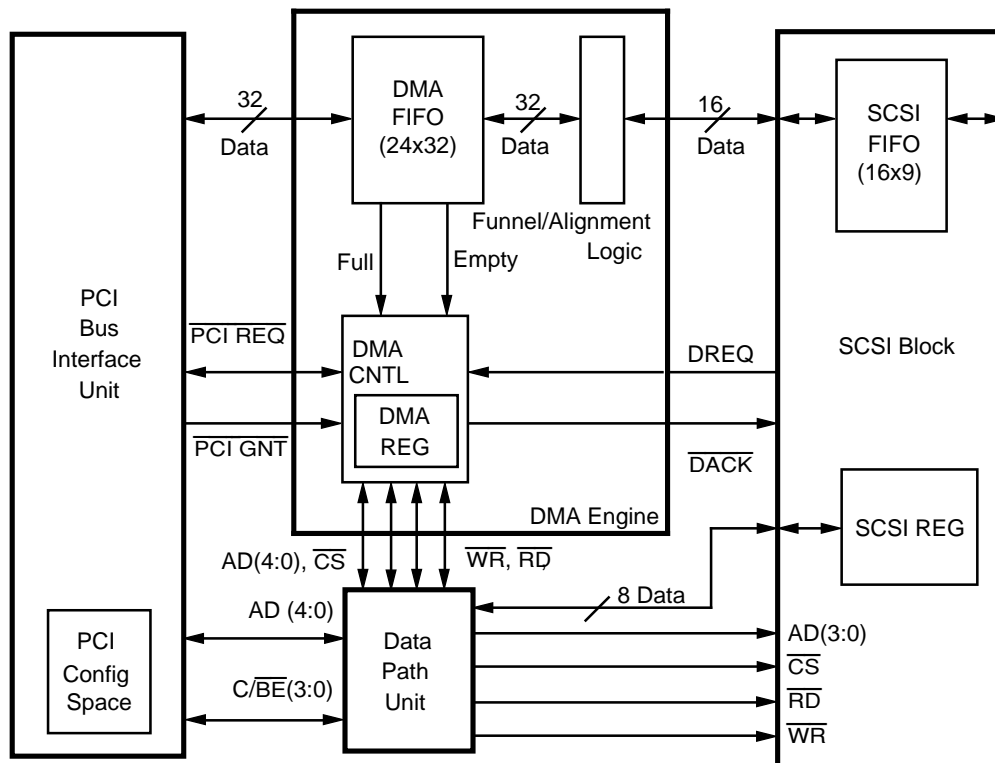 DMA
FIFO
(24x32)
32
Data
32
Data
16
Data
SCSI
FIFO
(16x9)
Funnel/Alignment
Logic
Full
Empty
PCI
Bus
Interface
Unit
PCI REQ
PCI GNT
DMA
CNTL
DMA
REG
DREQ
DACK
SCSI Block
DMA Engine
SCSI REG
AD(4:0), CS
WR, RD
8 Data
AD (4:0)
C/BE(3:0)
PCI
Config
Space
Data
Path
Unit
AD(3:0)
CS
RD
WR